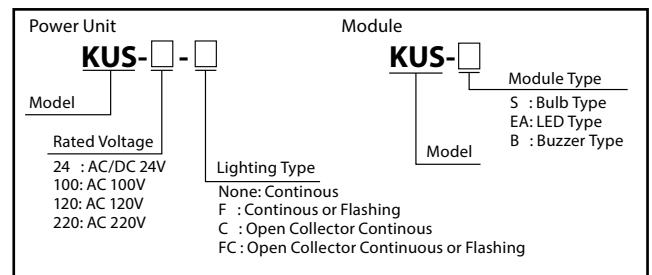 Power Unit
KUS-□ - □
Model
Rated Voltage
24 : AC/DC 24V
100: AC 100V
120: AC 120V
220: AC 220V
Lighting Type
None: Continous
F : Continous or Flashing
C : Open Collector Continous
FC: Open Collector Continuous or Flashing
Module
KUS-□
Module Type
S : Bulb Type
EA: LED Type
B : Buzzer Type
Model